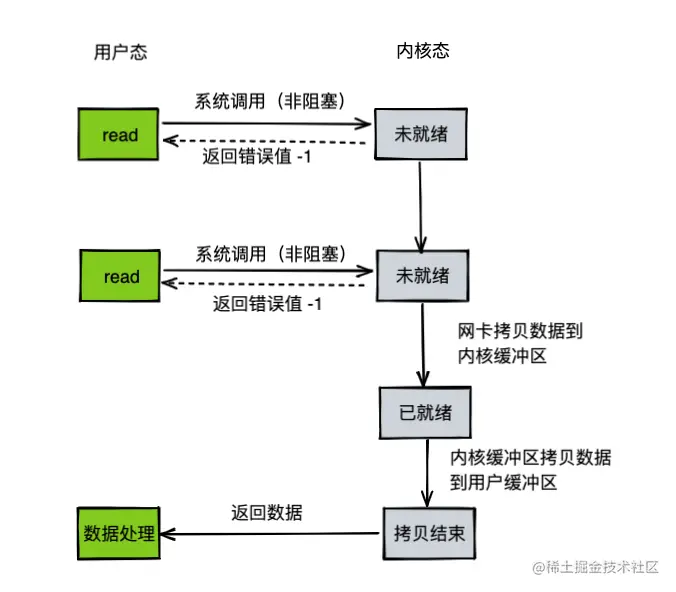 用户态
内核态
系统调用（非阻塞）
read
未就绪
返回错误值 -1
系统调用（非阻塞）
read
未就绪
返回错误值 -1
网卡拷贝数据到
内核缓冲区
已就绪
内核缓冲区拷贝数据
到用户缓冲区
返回数据
数据处理
拷贝结束
@稀土掘金技术社区